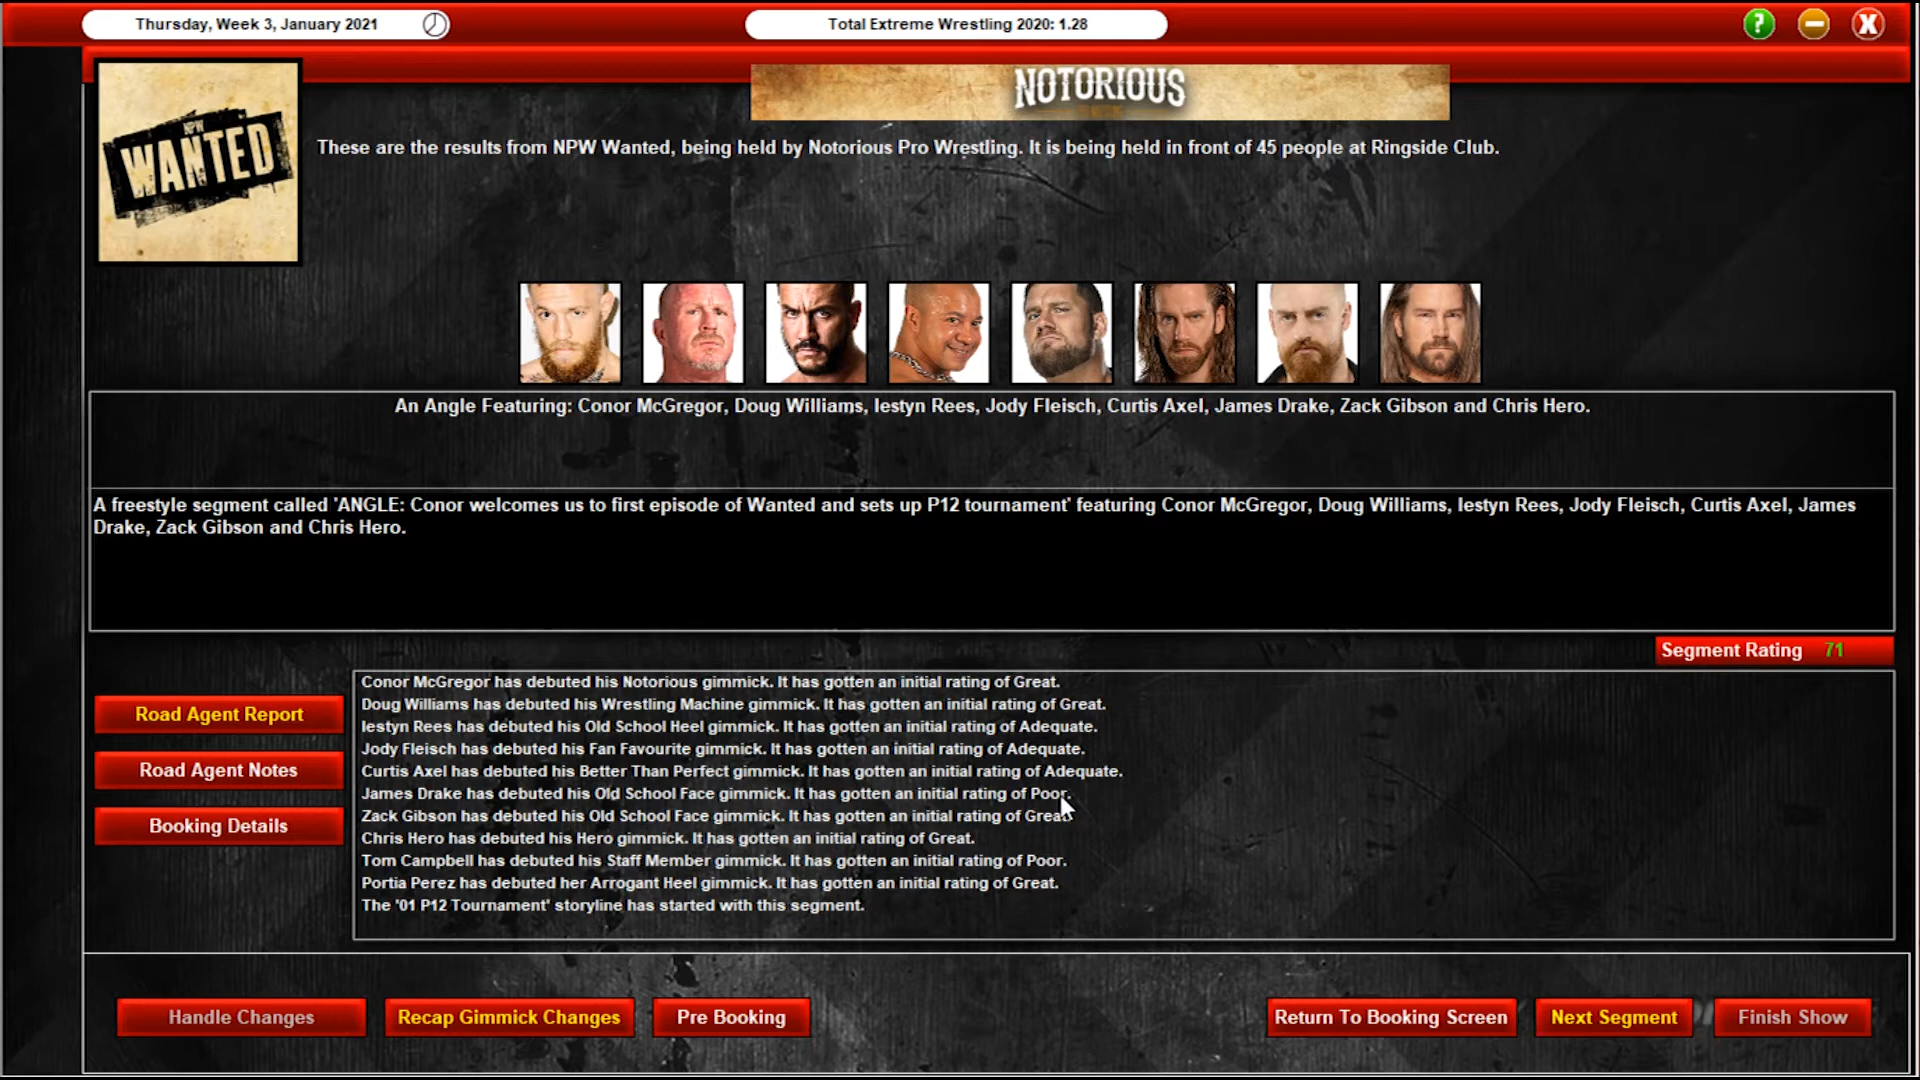 Thursday, Week 3, January 2021
Total Extreme Wrestling 2020: 1.28
?
X
NPW
WANTED
NOTORIOUS
These are the results from NPW Wanted, being held by Notorious Pro Wrestling. It is being held in front of 45 people at Ringside Club.
An Angle Featuring: Conor McGregor, Doug Williams, Iestyn Rees, Jody Fleisch, Curtis Axel, James Drake, Zack Gibson and Chris Hero.
A freestyle segment called 'ANGLE: Conor welcomes us to first episode of Wanted and sets up P12 tournament' featuring Conor McGregor, Doug Williams, Iestyn Rees, Jody Fleisch, Curtis Axel, James
Drake, Zack Gibson and Chris Hero.
Segment Rating 71
Road Agent Report
Road Agent Notes
Booking Details
Conor McGregor has debuted his Notorious gimmick. It has gotten an initial rating of Great.
Doug Williams has debuted his Wrestling Machine gimmick. It has gotten an initial rating of Great.
Iestyn Rees has debuted his Old School Heel gimmick. It has gotten an initial rating of Adequate.
Jody Fleisch has debuted his Fan Favourite gimmick. It has gotten an initial rating of Adequate.
Curtis Axel has debuted his Better Than Perfect gimmick. It has gotten an initial rating of Adequate.
James Drake has debuted his Old School Face gimmick. It has gotten an initial rating of Poor.
Zack Gibson has debuted his Old School Face gimmick. It has gotten an initial rating of Great.
Chris Hero has debuted his Hero gimmick. It has gotten an initial rating of Great.
Tom Campbell has debuted his Staff Member gimmick. It has gotten an initial rating of Poor.
Portia Perez has debuted her Arrogant Heel gimmick. It has gotten an initial rating of Great.
The '01 P12 Tournament' storyline has started with this segment.
Handle Changes
Recap Gimmick Changes
Pre Booking
Return To Booking Screen
Next Segment
Finish Show